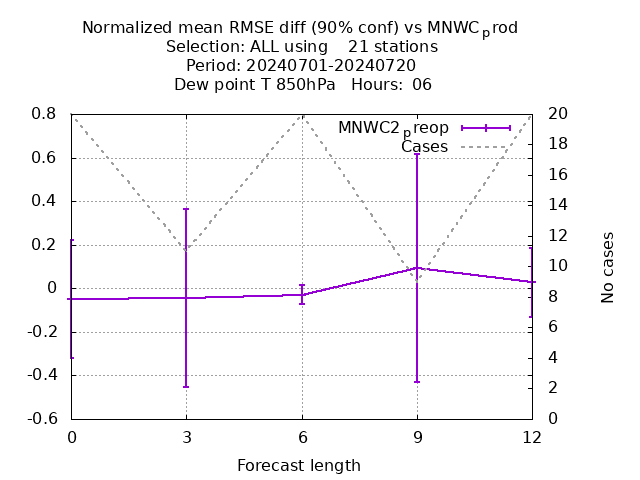 Normalized mean RMSE diff (90% conf) vs MNWCprod
Selection: ALL using    21 stations
Period: 20240701-20240720
Dew point T 850hPa   Hours: 06
MNWC2preop
Cases
0.8
0.6
0.4
0.2
0
-0.2
-0.4
-0.6
20
18
16
14
12
10
8
6
4
2
0
No cases
0 3 6 9 12
Forecast length